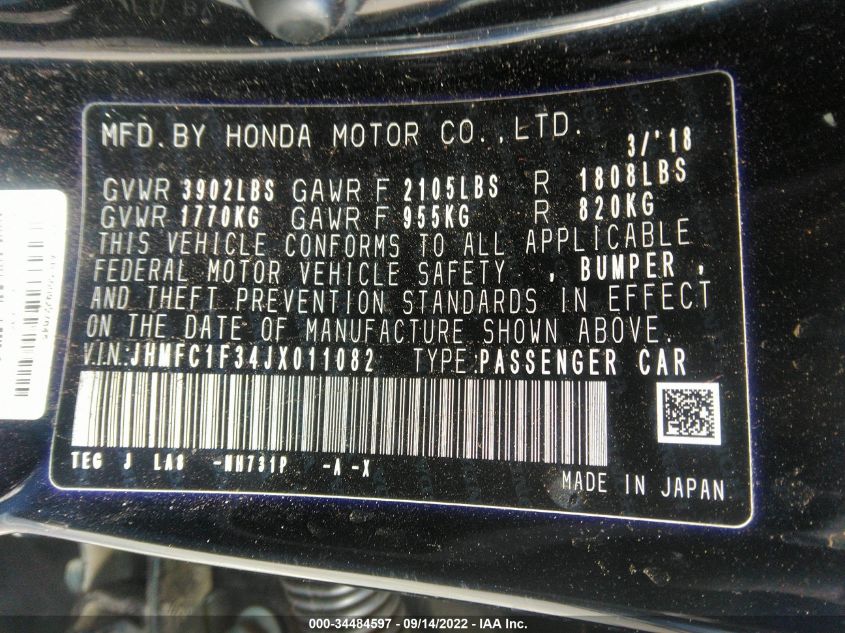 MFD. BY HONDA MOTOR CO., LTD. 3/'18
GVWR 3902LBS GAWR F 2105LBS R 1808LBS
GVWR 1770KG GAWR F 955KG R 820KG
THIS VEHICLE CONFORMS TO ALL APPLICABLE
FEDERAL MOTOR VEHICLE SAFETY , BUMPER ,
AND THEFT PREVENTION STANDARDS IN EFFECT
ON THE DATE OF MANUFACTURE SHOWN ABOVE.
V.I.N. JHMFC1F34JX011082 TYPE: PASSENGER CAR
TEG J LA1 -NH731P -A -X
MADE IN JAPAN
000-34484597 - 09/14/2022 - IAA Inc.